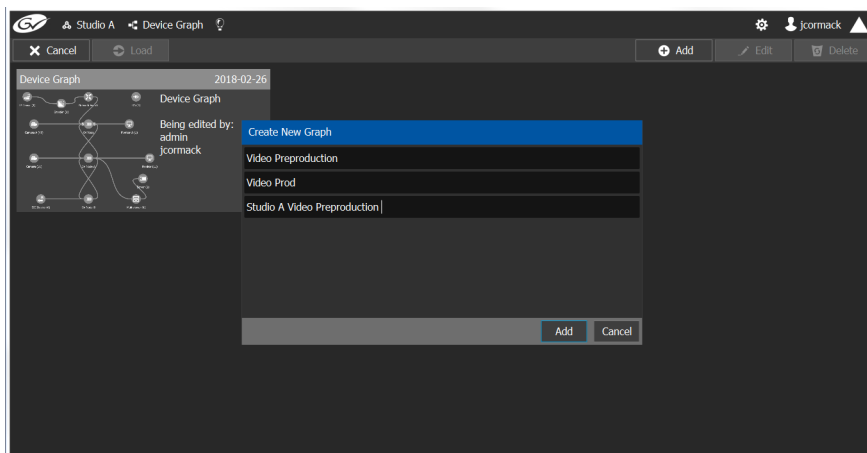 Studio A Device Graph jcormack
Cancel Load Add Edit Delete
Device Graph 2018-02-26
Device Graph
Being edited by:
admin
jcormack
Create New Graph
Video Preproduction
Video Prod
Studio A Video Preproduction
Add Cancel